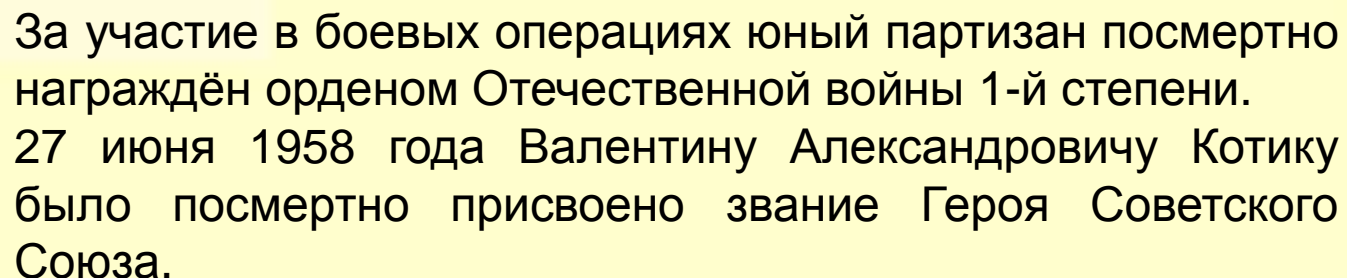 За участие в боевых операциях юный партизан посмертно
награждён орденом Отечественной войны 1-й степени.
27 июня 1958 года Валентину Александровичу Котику
было посмертно присвоено звание Героя Советского
Союза.